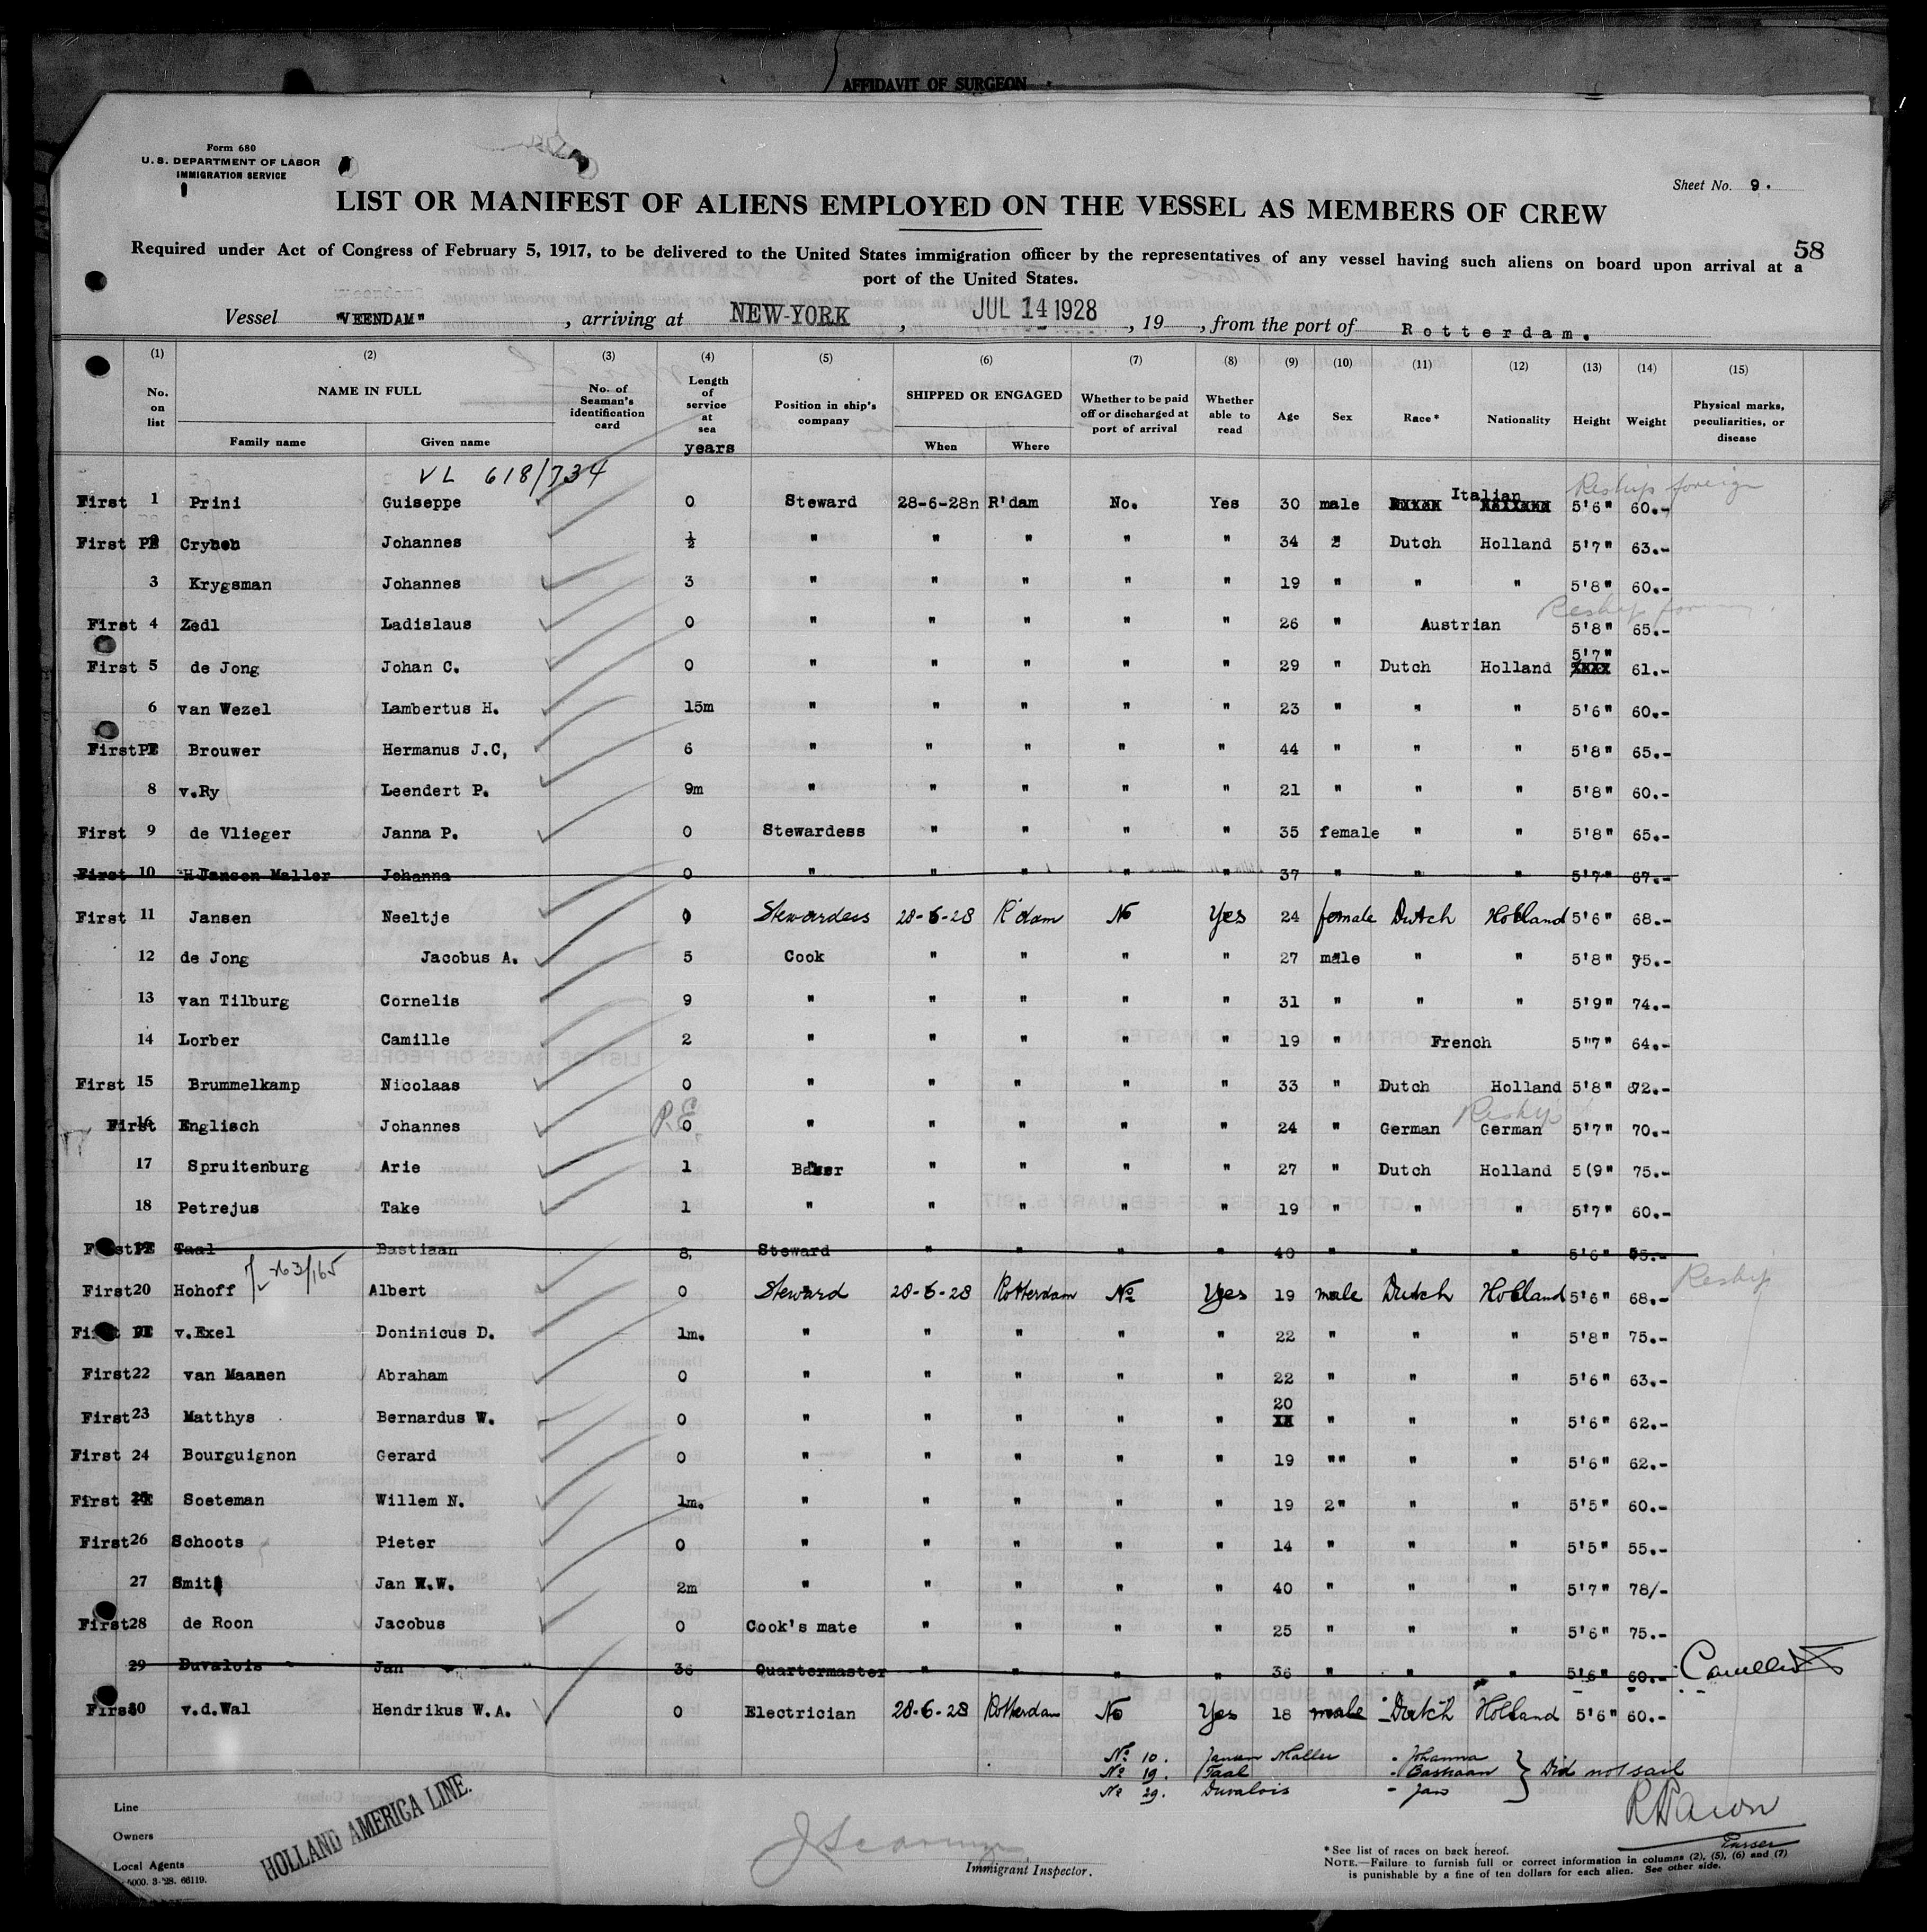 AFFIDAVIT OF SURGEON
Form 680
U. S. DEPARTMENT OF LABOR
IMMIGRATION SERVICE
Sheet No. 9.
LIST OR MANIFEST OF ALIENS EMPLOYED ON THE VESSEL AS MEMBERS OF CREW
58
Required under Act of Congress of February 5, 1917, to be delivered to the United States immigration officer by the representatives of any vessel having such aliens on board upon arrival at a
port of the United States.
Vessel "VEENDAM", arriving at NEW-YORK, JUL 14 1928, 19 , from the port of Rotterdam.
(1) (2) (3) (4) (5) (6) (7) (8) (9) (10) (11) (12) (13) (14) (15)
No. on list NAME IN FULL Family name Given name No. of Seaman's identification card Length of service at sea years Position in ship's company SHIPPED OR ENGAGED When Where Whether to be paid off or discharged at port of arrival Whether able to read Age Sex Race* Nationality Height Weight Physical marks, peculiarities, or disease
VL 618/734
Reship foreign
First 1 Prini Guiseppe 0 Steward 28-6-28n R'dam No. Yes 30 male Italian 5'6" 60.-
First PE Johannes ½ " " " " " 34 Dutch Holland 5'7" 63.-
3 Krygsman Johannes 3 " " " " " 19 " " " 5'8" 60.-
Reship
First 4 Zedl Ladislaus 0 " " " " " 26 " Austrian 5'8" 65.-
First 5 de Jong Johan C. 0 " " " " " 29 " Dutch Holland 5'7" 61.-
6 van Wezel Lambertus H. 15m " " " " " 23 " " " 5'6" 60.-
First PE Brouwer Hermanus J.C, 6 " " " " " 44 " " " 5'8" 65.-
8 v.Ry Leendert P. 9m " " " " " 21 " " " 5'8" 60.-
First 9 de Vlieger Janna P. 0 Stewardess " " " " 35 female " " 5'8" 65.-
First 10 Jansen Maller Johanna 0 " " " " " 37 " " " 5'7" 67.-
First 11 Jansen Neeltje 0 Stewardess 28-6-28 R'dam No Yes 24 female Dutch Holland 5'6" 68.-
12 de Jong Jacobus A. 5 Cook " " " " 27 male " " 5'8" 75.-
13 van Tilburg Cornelis 9 " " " " " 31 " " " 5'9" 74.-
14 Lorber Camille 2 " " " " " 19 " French 5"7" 64.-
First 15 Brummelkamp Nicolaas 0 " " " " " 33 " Dutch Holland 5'8" 72.-
P.E Reship
First 16 Englisch Johannes 0 " " " " " 24 " German German 5'7" 70.-
17 Spruitenburg Arie 1 Baker " " " " 27 " Dutch Holland 5(9" 75.-
18 Petrejus Take 1 " " " " " 19 " " " 5'7" 60.-
First PE Taal Bastiaan 8, Steward " " " " 40 " " " 5'6" 65.-
Reship
First 20 Hohoff Albert 0 Steward 28-6-28 Rotterdam No Yes 19 male Dutch Holland 5'6" 68.-
First PE v.Exel Doninicus D. 1m. " " " " " 22 " " " 5'8" 75.-
First 22 van Maanen Abraham 0 " " " " " 22 " " " 5'6" 63.-
First 23 Matthys Bernardus W. 0 " " " " " 20 " " " 5'6" 62.-
First 24 Bourguignon Gerard 0 " " " " " 19 "" " " 5'6" 62.-
First PE Soeteman Willem N. 1m. " " " " " 19 2" " " 5'5" 60.-
First 26 Schoots Pieter 0 " " " " " 14 " " " 5'5" 55.-
27 Smit Jan W.W. 2m " " " " " 40 " " " 5'7" 78/-
First 28 de Roon Jacobus 0 Cook's mate " " " " 25 " " " 5'6" 75.-
29 Duvalois Jan 36 Quartermaster " " " " 36 " " " 5'6" 60.-
First 30 v.d.Wal Hendrikus W.A. 0 Electrician 28-6-28 Rotterdam No Yes 18 male Dutch Holland 5'6" 60.-
No 10. Jansen Maller - Johanna
No 19. Taal - Bastiaan } Did not sail
No 29. Duvalois - Jan
Line
Owners
Local Agents
HOLLAND AMERICA LINE.
5000. 3-'28. 66119.
Immigrant Inspector.
Purser
*See list of races on back hereof.
NOTE.—Failure to furnish full or correct information in columns (2), (5), (6) and (7)
is punishable by a fine of ten dollars for each alien. See other side.